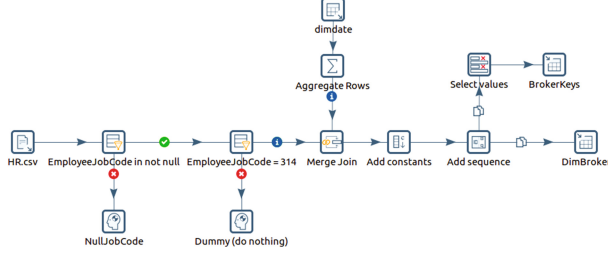 dimdate
Aggregate Rows
Select values
BrokerKeys
HR.csv
EmployeeJobCode in not null
EmployeeJobCode = 314
Merge Join
Add constants
Add sequence
DimBroker
NullJobCode
Dummy (do nothing)